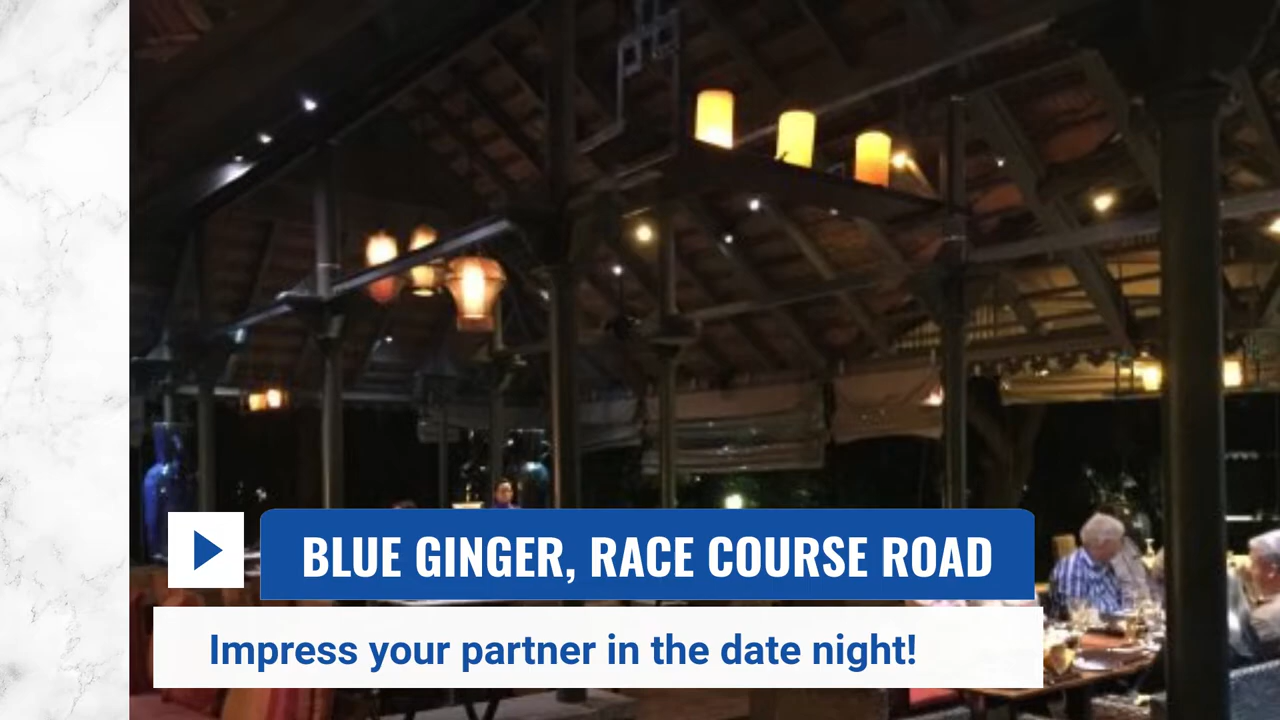 BLUE GINGER, RACE COURSE ROAD
Impress your partner in the date night!